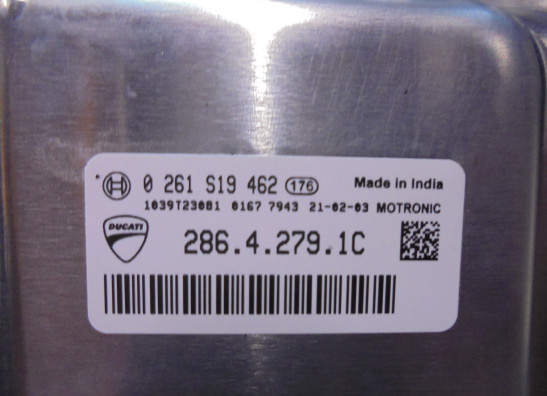 0 261 S19 462 176 Made in India
1039T23081 0167 7943 21-02-03 MOTRONIC
DUCATI
286.4.279.1C